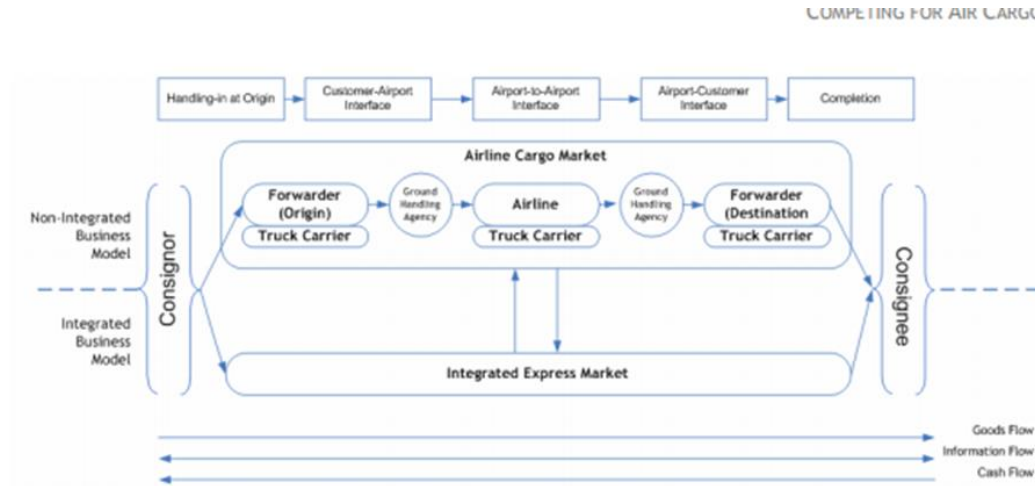 COMPETING FOR AIR CARGO
Handling-in at Origin
Customer-Airport
Interface
Airport-to-Airport
Interface
Airport-Customer
Interface
Completion
Airline Cargo Market
Non-Integrated
Business
Model
Consignor
Forwarder
(Origin)
Truck Carrier
Ground
Handling
Agency
Airline
Truck Carrier
Ground
Handling
Agency
Forwarder
(Destination
Truck Carrier
Consignee
Integrated
Business
Model
Integrated Express Market
Goods Flow
Information Flow
Cash Flow